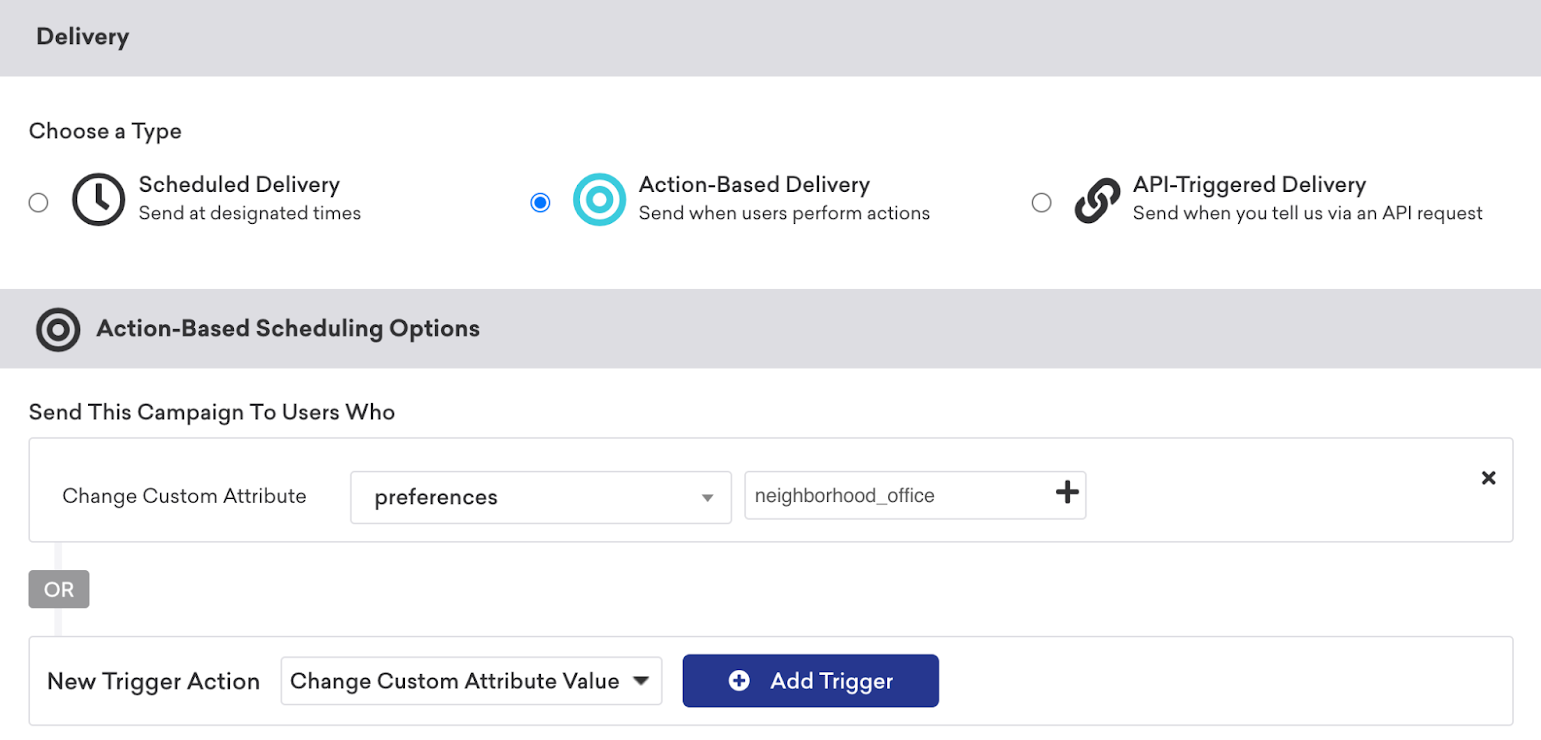 Delivery
Choose a Type
Scheduled Delivery
Send at designated times
Action-Based Delivery
Send when users perform actions
API-Triggered Delivery
Send when you tell us via an API request
Action-Based Scheduling Options
Send This Campaign To Users Who
Change Custom Attribute preferences neighborhood_office
OR
New Trigger Action Change Custom Attribute Value Add Trigger